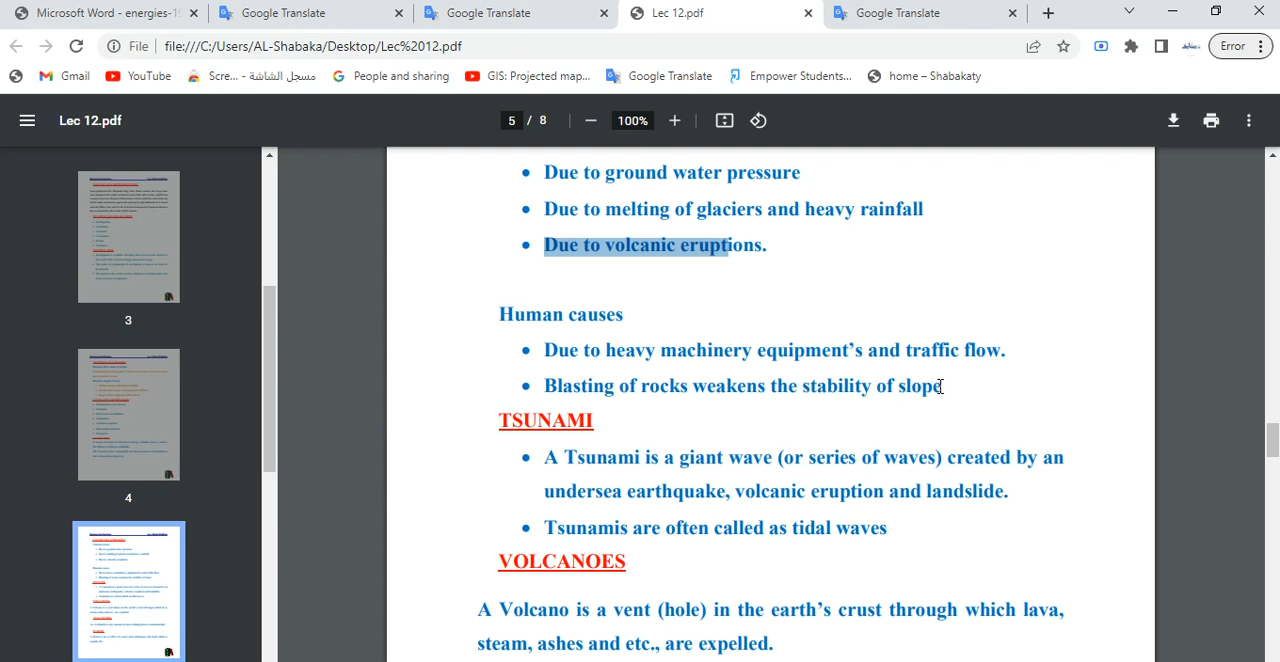 Microsoft Word - energies-1
Google Translate
Google Translate
Lec 12.pdf
Google Translate
File
file:///C:/Users/AL-Shabaka/Desktop/Lec%2012.pdf
Error
Gmail
YouTube
Scre... - مسجل الشاشة
People and sharing
GIS: Projected map...
Google Translate
Empower Students...
home – Shabakaty
Lec 12.pdf
5 / 8
100%
3
4
• Due to ground water pressure
• Due to melting of glaciers and heavy rainfall
• Due to volcanic eruptions.
Human causes
• Due to heavy machinery equipment's and traffic flow.
• Blasting of rocks weakens the stability of slope
TSUNAMI
• A Tsunami is a giant wave (or series of waves) created by an
undersea earthquake, volcanic eruption and landslide.
• Tsunamis are often called as tidal waves
VOLCANOES
A Volcano is a vent (hole) in the earth's crust through which lava,
steam, ashes and etc., are expelled.